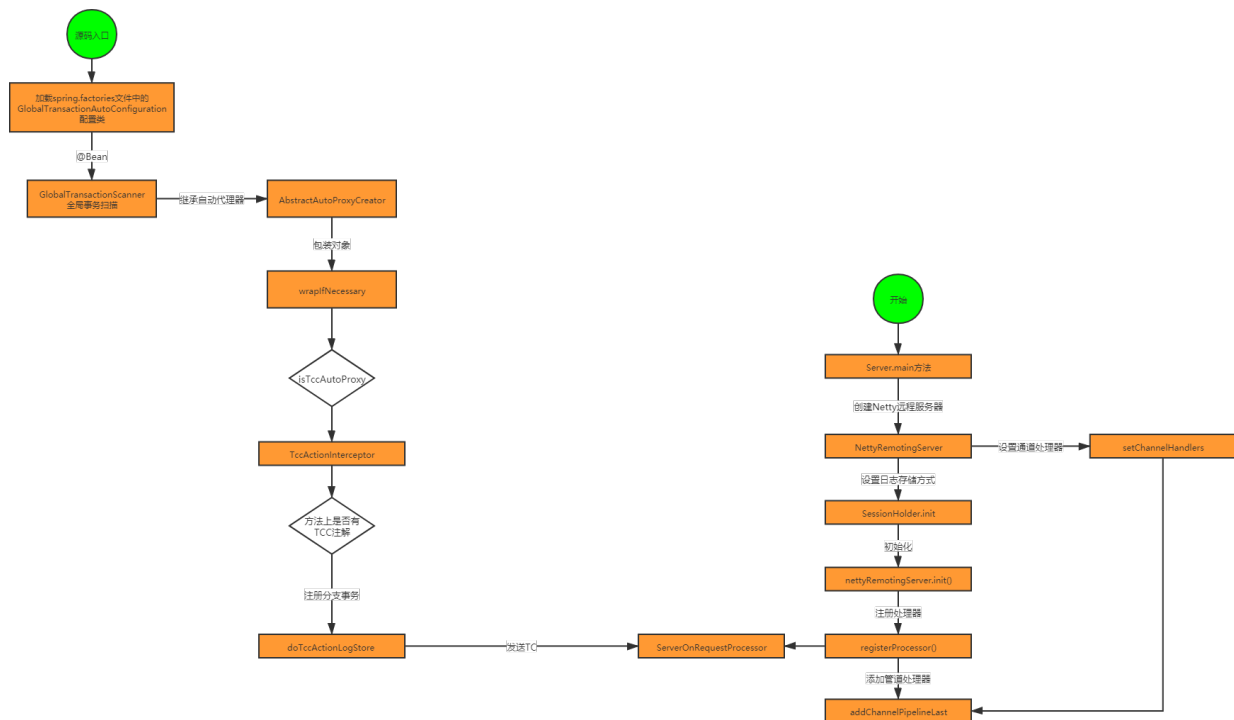 源码入口
加载spring.factories文件中的
GlobalTransactionAutoConfiguration
配置类
@Bean
GlobalTransactionScanner
全局事务扫描
继承自动代理器
AbstractAutoProxyCreator
包装对象
wrapIfNecessary
isTccAutoProxy
TccActionInterceptor
方法上是否有
TCC注解
注册分支事务
doTccActionLogStore
发送TC
ServerOnRequestProcessor
开始
Server.main方法
创建Netty远程服务器
NettyRemotingServer
设置通道处理器
setChannelHandlers
设置日志存储方式
SessionHolder.init
初始化
nettyRemotingServer.init()
注册处理器
registerProcessor()
添加管道处理器
addChannelPipelineLast